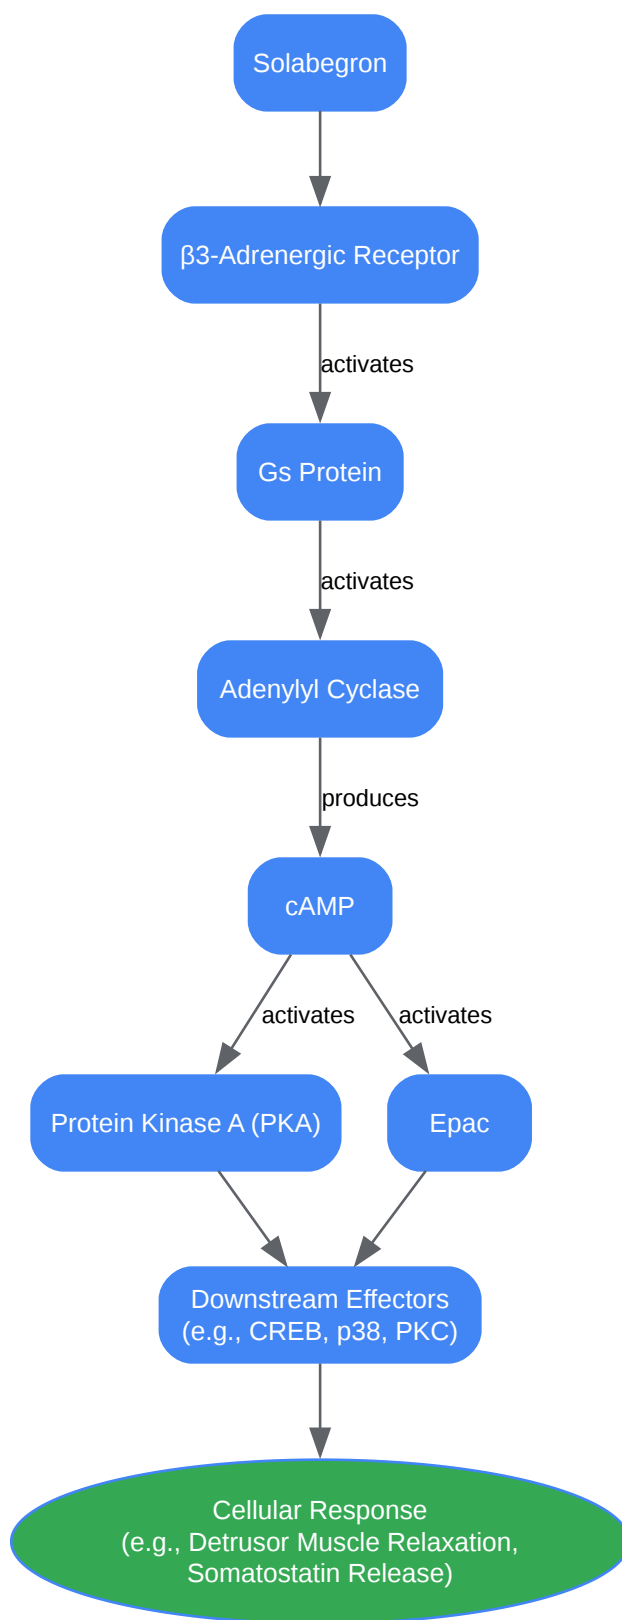 Solabegron
β3-Adrenergic Receptor
activates
Gs Protein
activates
Adenylyl Cyclase
produces
cAMP
activates
activates
Protein Kinase A (PKA)
Epac
Downstream Effectors
(e.g., CREB, p38, PKC)
Cellular Response
(e.g., Detrusor Muscle Relaxation,
Somatostatin Release)